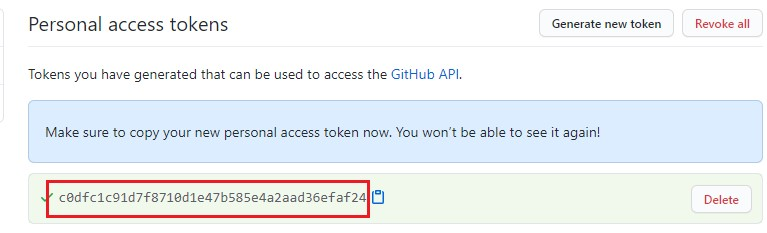 Personal access tokens
Generate new token
Revoke all
Tokens you have generated that can be used to access the GitHub API.
Make sure to copy your new personal access token now. You won't be able to see it again!
c0dfc1c91d7f8710d1e47b585e4a2aad36efaf24
Delete